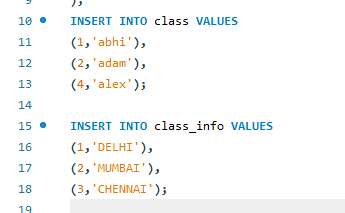 );
10 INSERT INTO class VALUES
11 (1,'abhi'),
12 (2,'adam'),
13 (4,'alex');
14
15 INSERT INTO class_info VALUES
16 (1,'DELHI'),
17 (2,'MUMBAI'),
18 (3,'CHENNAI');
19